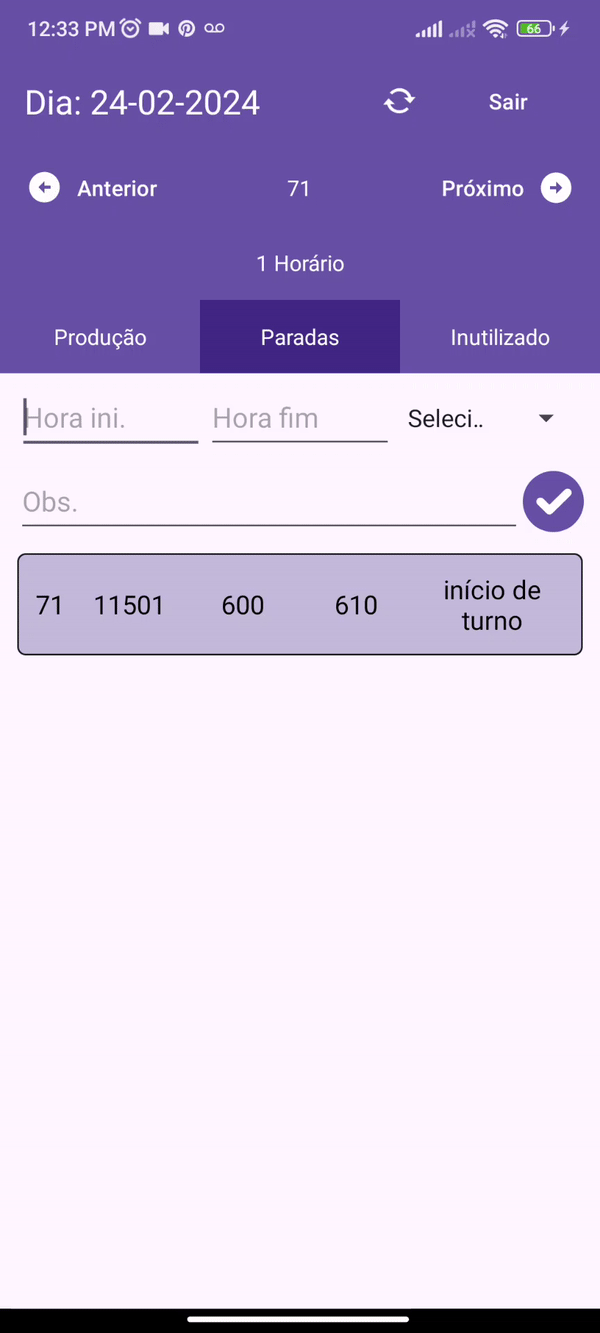 12:33 PM
66
Dia: 24-02-2024
Sair
Anterior
71
Próximo
1 Horário
Produção
Paradas
Inutilizado
Hora ini.
Hora fim
Seleci..
Obs.
71 11501 600 610 início de
turno